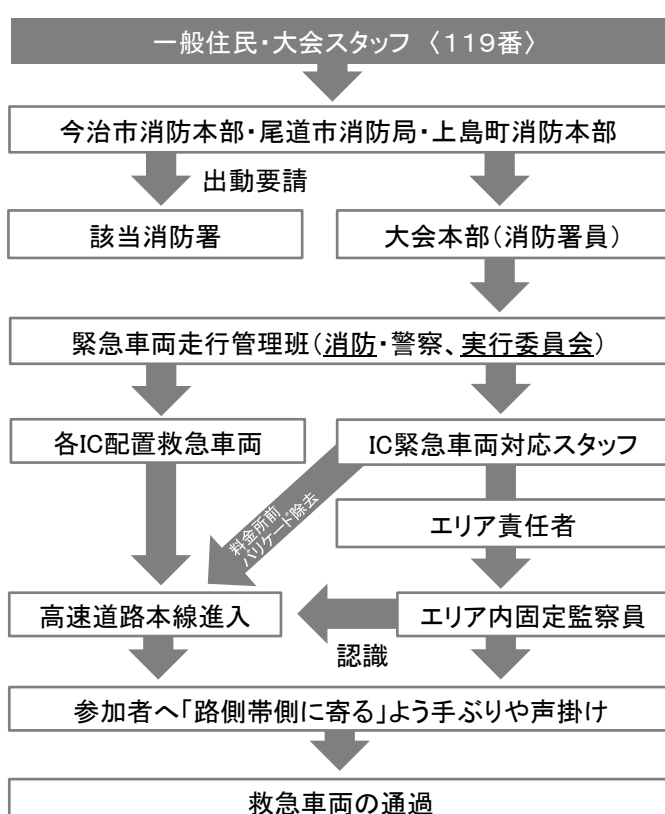 一般住民・大会スタッフ〈119番〉
今治市消防本部・尾道市消防局・上島町消防本部
出動要請
該当消防署
大会本部(消防署員)
緊急車両走行管理班(消防・警察、実行委員会)
各IC配置救急車両
IC緊急車両対応スタッフ
料金所前
バリケード除去
エリア責任者
高速道路本線進入
エリア内固定監察員
認識
参加者へ「路側帯側に寄る」よう手ぶりや声掛け
救急車両の通過